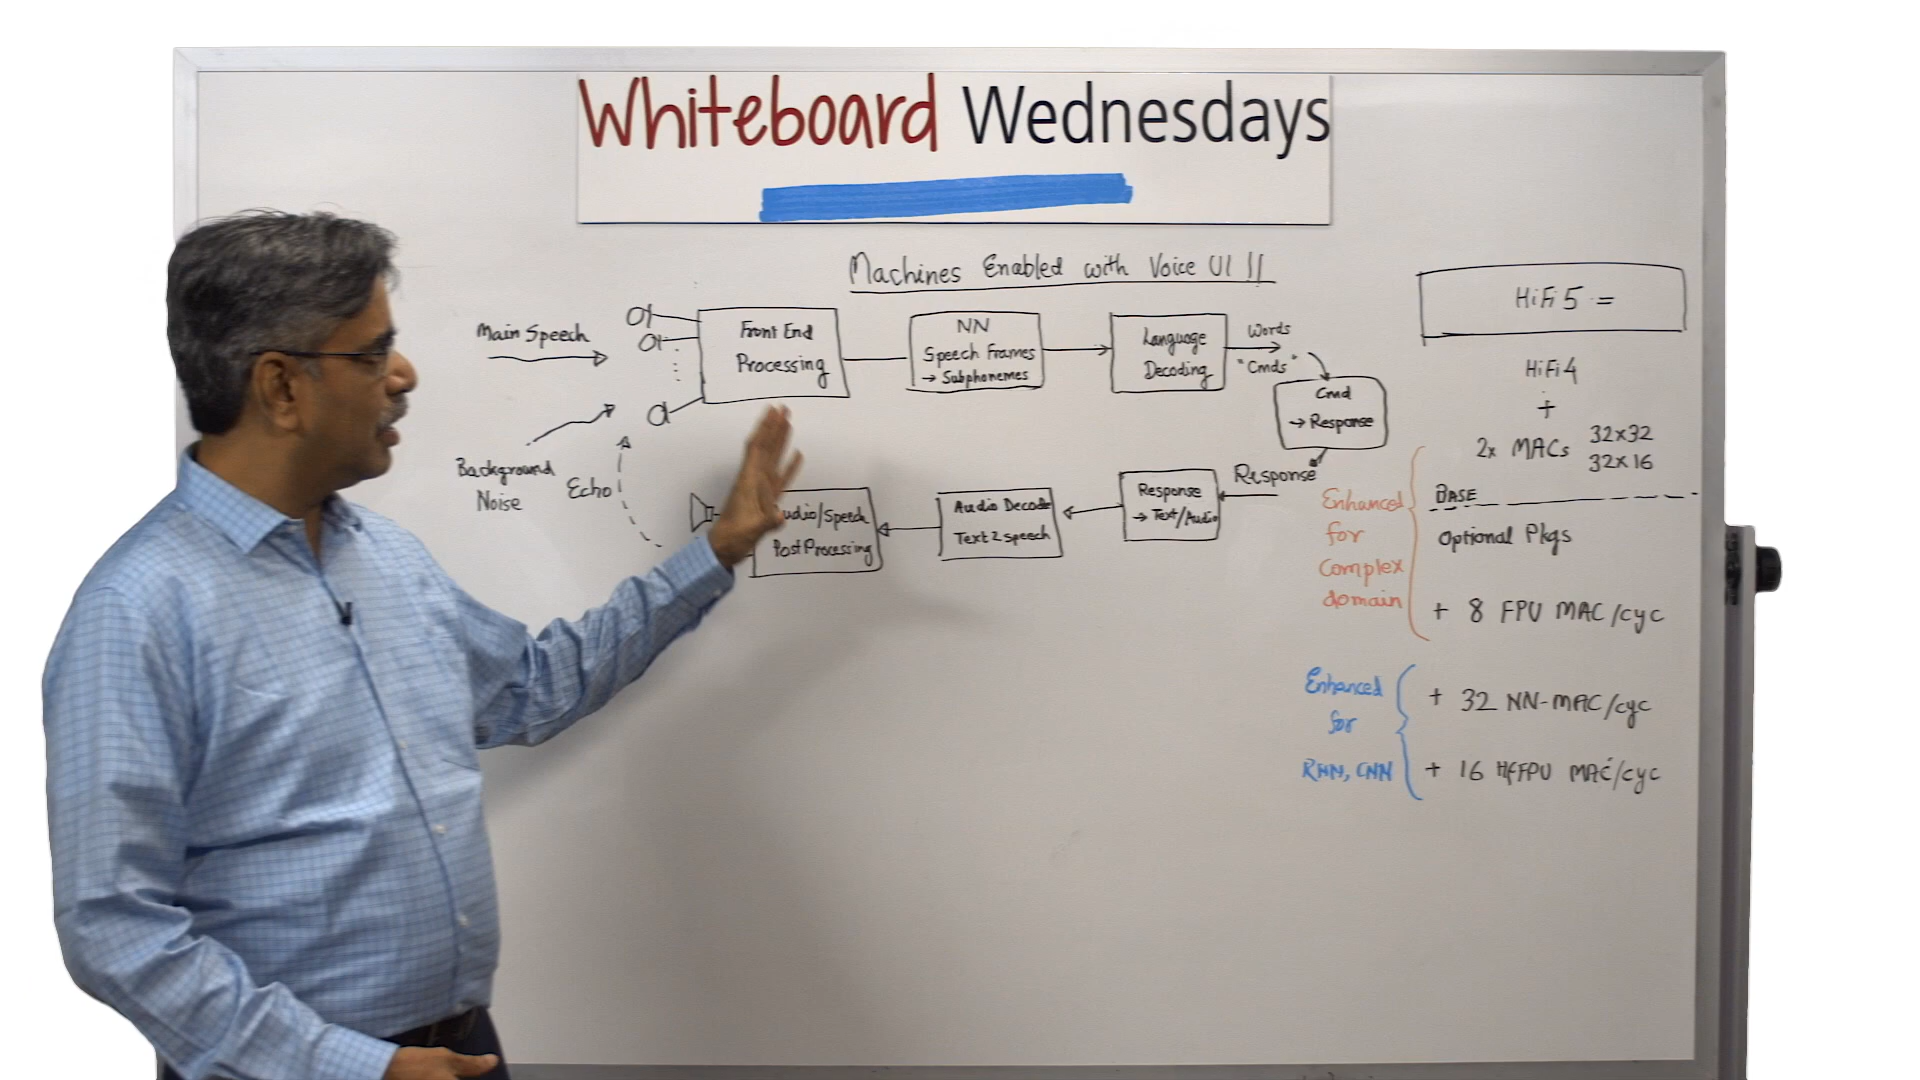 Whiteboard Wednesdays
Machines Enabled with Voice UI !!
Main Speech
Background
Noise
Echo
Front End
Processing
NN
Speech Frames
→ Subphonemes
Language
Decoding
Words
"Cmds"
Cmd
→ Response
Response
Response
→ Text/Audio
Audio Decode
Text2speech
Audio/Speech
Post Processing
HiFi 5 =
HiFi 4
+
2x MACs 32x32
32x16
BASE
Optional Pkgs
+ 8 FPU MAC/cyc
Enhanced
for
Complex
domain
+ 32 NN-MAC/cyc
+ 16 HFFPU MAC/cyc
Enhanced
for
RNN, CNN